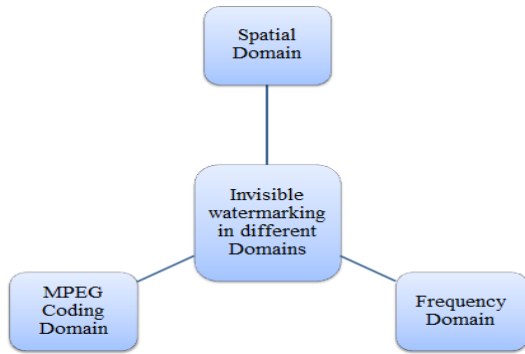 Spatial
Domain
Invisible
watermarking
in different
Domains
MPEG
Coding
Domain
Frequency
Domain